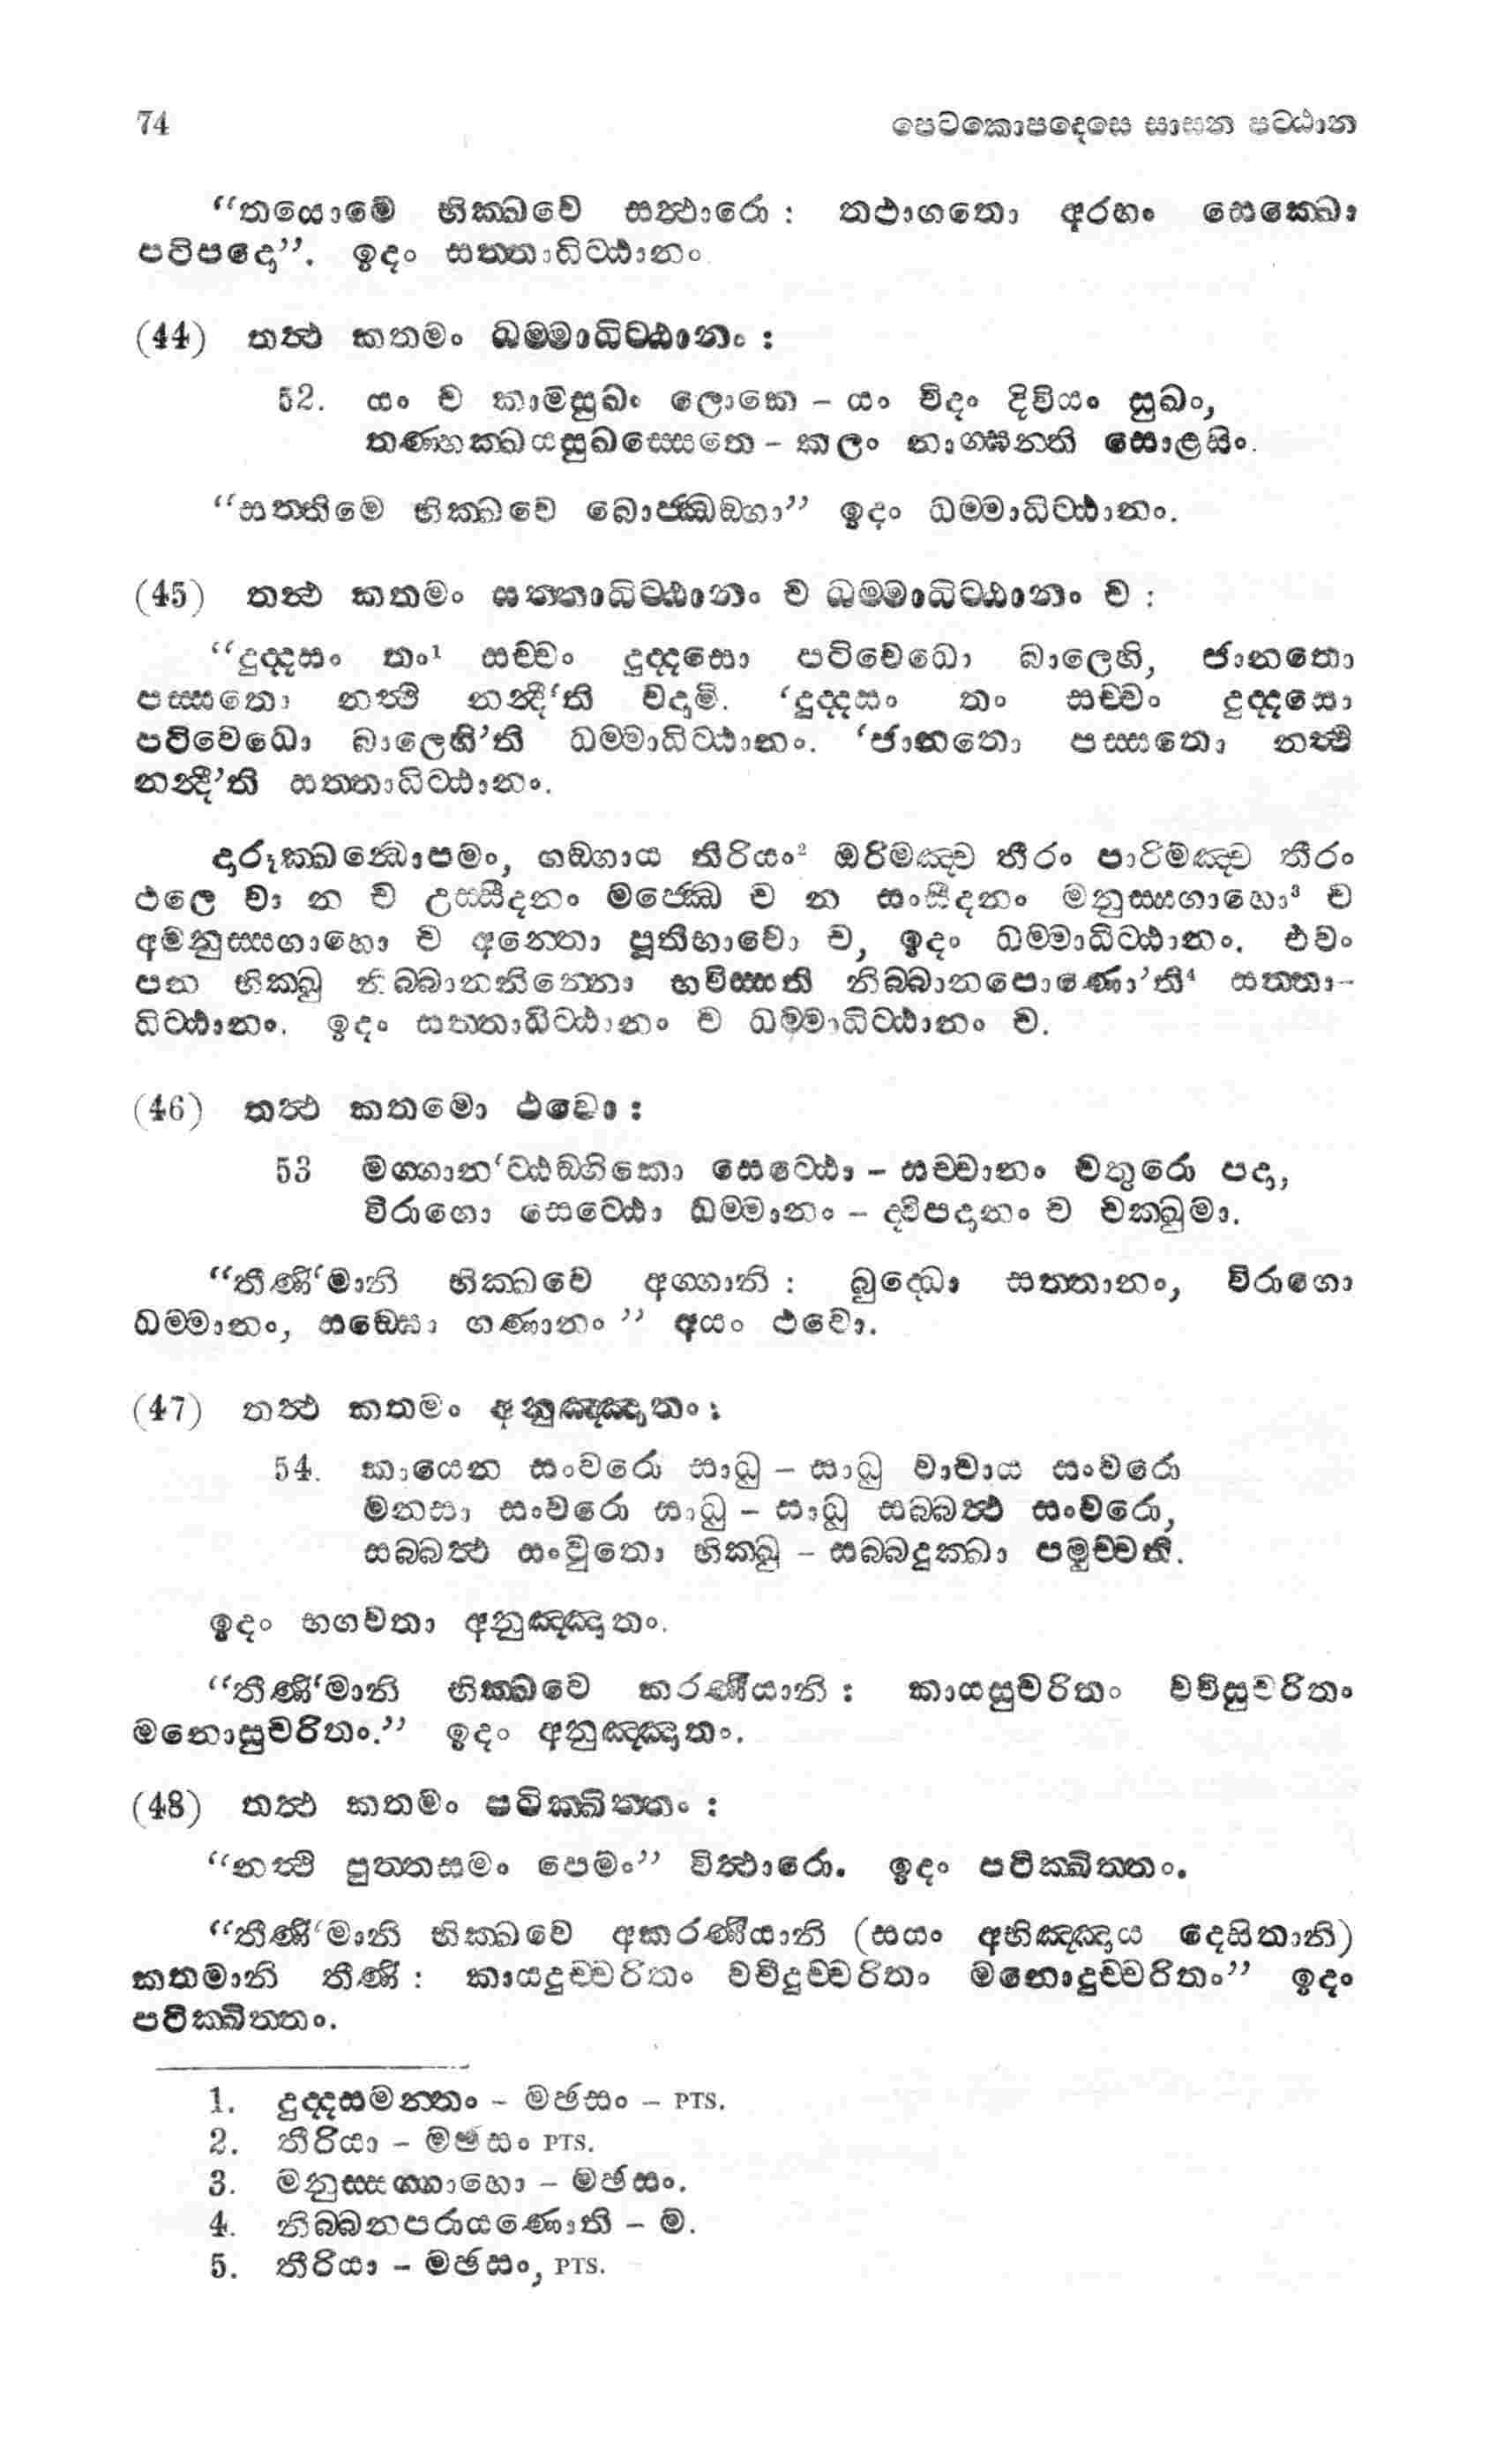 74 පෙටකොපදෙසෙ සාසන පට්ඨාන
“තයොමෙ භික්ඛවෙ සත්ථාරො : තථාගතො අරහං සෙක්ඛො
පටිපදො”. ඉදං සත්තාධිට්ඨානං
(44) තත්ථ කතමං ධම්මාධිට්ඨානං :
52. යං ච කාමසුඛං ලොකෙ – යං චිදං දිවියං සුඛං,
තණ්හක්ඛයසුඛස්සෙතෙ – කලං නාග්ඝන්ති සොළසිං.
“සත්තිමෙ භික්ඛවෙ බොජ්ඣඞ්ගා” ඉදං ධම්මාධිට්ඨානං.
(45) තත්ථ කතමං සත්තාධිට්ඨානං ච ධම්මාධිට්ඨානං ච :
“දුද්දසං තං¹ සච්චං දුද්දසො පටිවෙධො බාලෙහි, ජානතො
පස්සතො නත්ථි නන්දී‘ති වදාමි. ‘දුද්දසං තං සච්චං දුද්දසො
පටිවෙධො බාලෙහී’ති ධම්මාධිට්ඨානං. ‘ජානතො පස්සතො නත්ථි
නන්දී’ති සත්තාධිට්ඨානං.
දාරුක්ඛන්ධොපමං, ගඞ්ගාය තීරියං² ඔරිමඤ්ච තීරං පාරිමඤ්ච තීරං
ථලෙ වා න ච උස්සීදනං මජ්ඣෙ ච න සංසීදනං මනුස්සගාහො³ ච
අමනුස්සගාහො ච අන්තො පූතිභාවො ච, ඉදං ධම්මාධිට්ඨානං. එවං
පන භික්ඛු නිබ්බානනින්නො භවිස්සති නිබ්බානපොණො’ති⁴ සත්තා-
ධිට්ඨානං. ඉදං සත්තාධිට්ඨානං ච ධම්මාධිට්ඨානං ච.
(46) තත්ථ කතමො ථවො :
53 මග්ගාන‘ට්ඨඞ්ගිකො සෙට්ඨො – සච්චානං චතුරො පදා,
විරාගො සෙට්ඨො ධම්මානං – ද්විපදානං ච චක්ඛුමා.
“තීණි‘මානි භික්ඛවෙ අග්ගානි : බුද්ධො සත්තානං, විරාගො
ධම්මානං, සඞ්ඝො ගණානං ” අයං ථවො.
(47) තත්ථ කතමං අනුඤ්ඤාතං :
54. කායෙන සංවරො සාධු – සාධු වාචාය සංවරො
මනසා සංවරො සාධු – සාධු සබ්බත්ථ සංවරො,
සබ්බත්ථ සංවුතො භික්ඛු – සබ්බදුක්ඛා පමුච්චති.
ඉදං භගවතා අනුඤ්ඤාතං.
“තීණි‘මානි භික්ඛවෙ කරණීයානි : කායසුචරිතං වචීසුචරිතං
මනොසුචරිතං.” ඉදං අනුඤ්ඤාතං.
(48) තත්ථ කතමං පටික්ඛිත්තං :
“නත්ථි පුත්තසමං පෙමං” විත්ථාරො. ඉදං පටික්ඛිත්තං.
“තීණි‘මානි භික්ඛවෙ අකරණීයානි (සයං අභිඤ්ඤාය දෙසිතානි)
කතමානි තීණි : කායදුච්චරිතං වචීදුච්චරිතං මනොදුච්චරිතං” ඉදං
පටික්ඛිත්තං.
1. දුද්දසමන්තං – මඡසං – PTS.
2. තීරියා – මඡසං PTS.
3. මනුස්සග්ගාහො – මඡසං.
4. නිබ්බනපරායණොති – ම.
5. තීරියා – මඡසං, PTS.